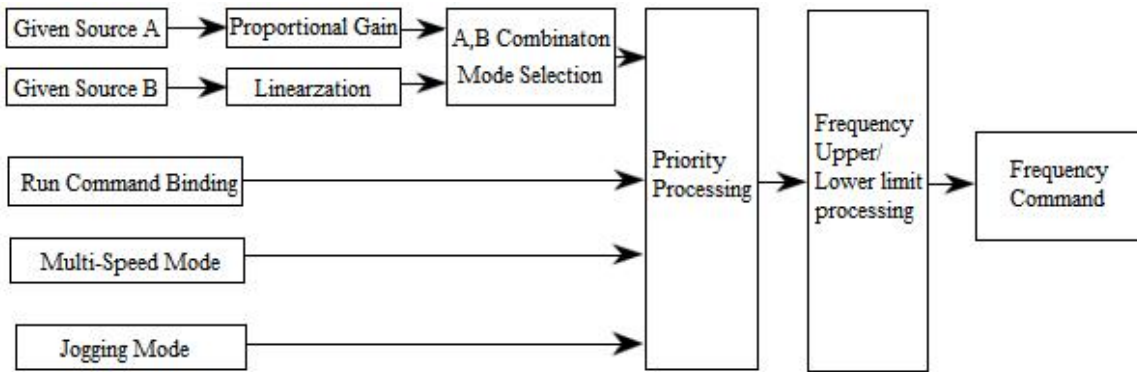 Given Source A
Proportional Gain
A,B Combinaton
Mode Selection
Given Source B
Linearzation
Run Command Binding
Multi-Speed Mode
Jogging Mode
Priority
Processing
Frequency
Upper/
Lower limit
processing
Frequency
Command